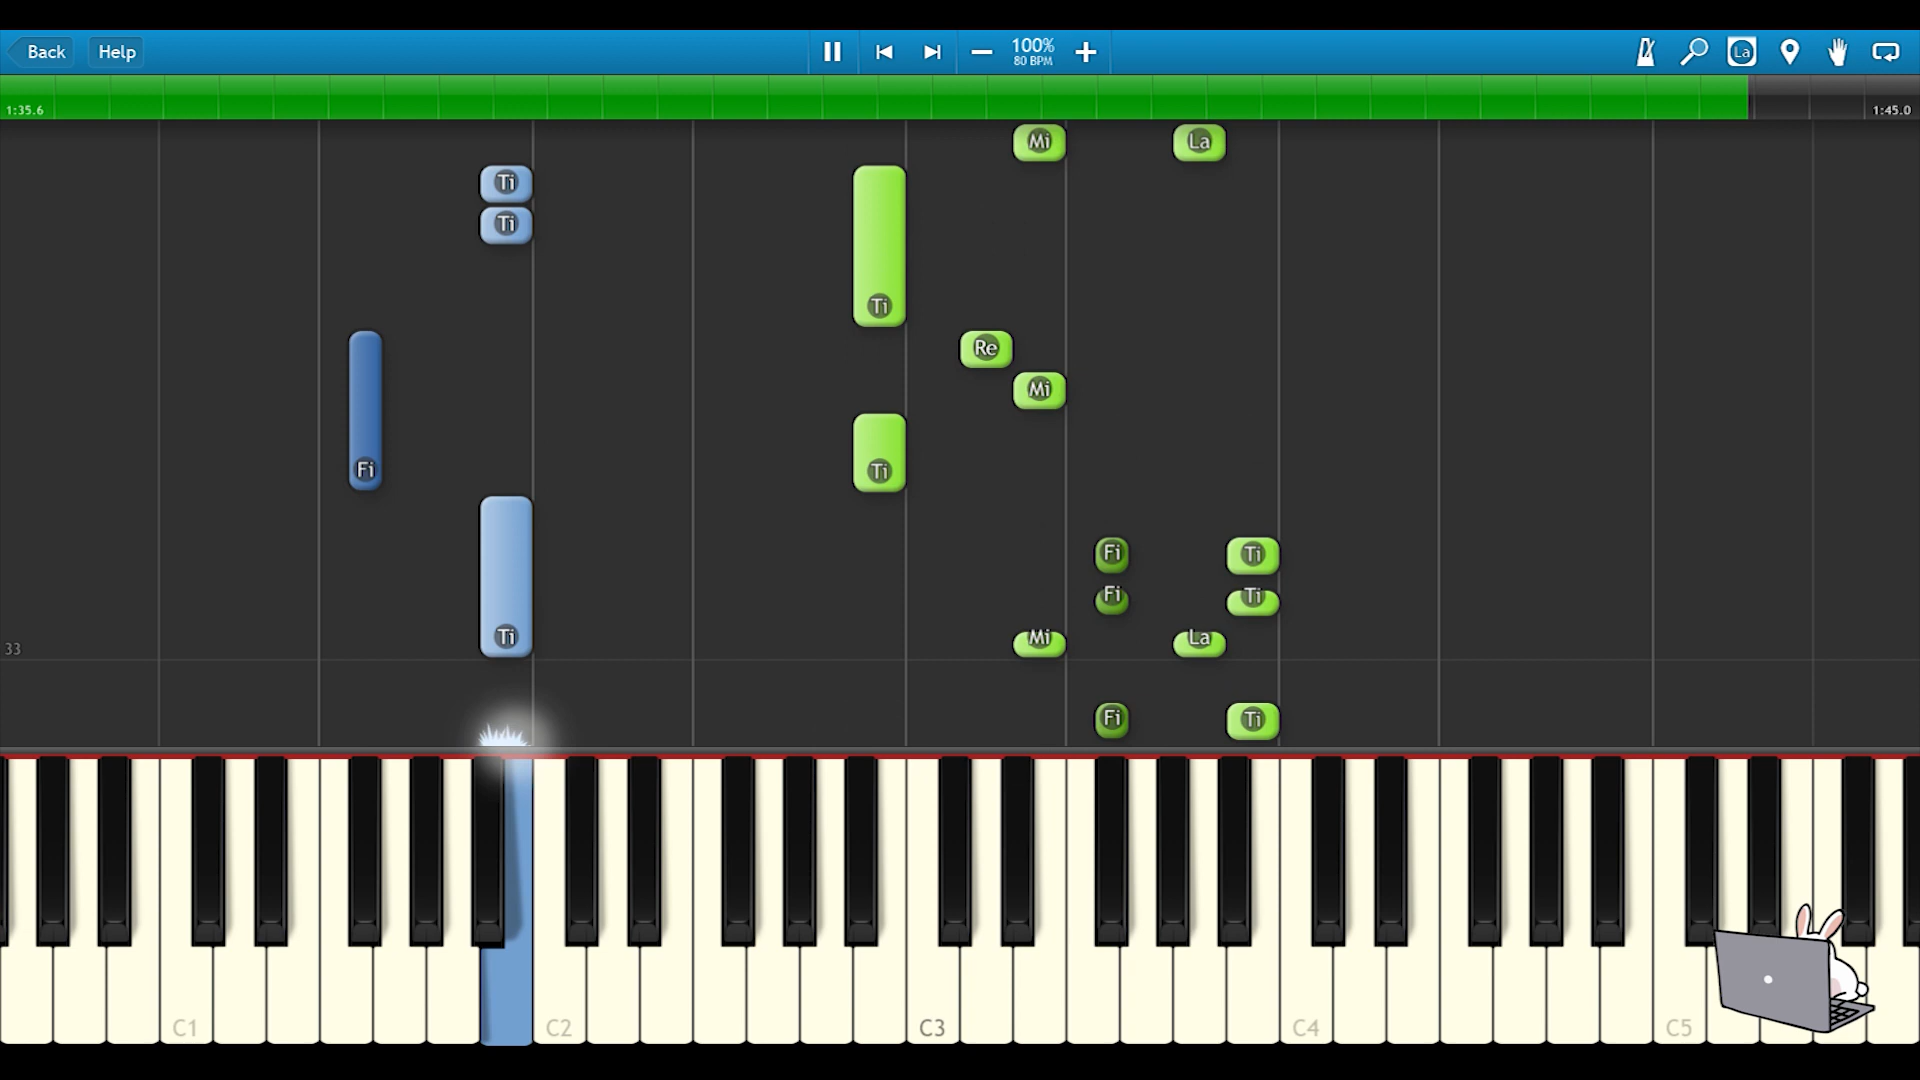 Back Help 100% La
80 BPM
1:35.6 1:45.0
Mi La
Ti
Ti
Ti
Re
Mi
Fi Ti
Fi Ti
Fi Ti
Ti Mi La
33
Fi Ti
C1 C2 C3 C4 C5